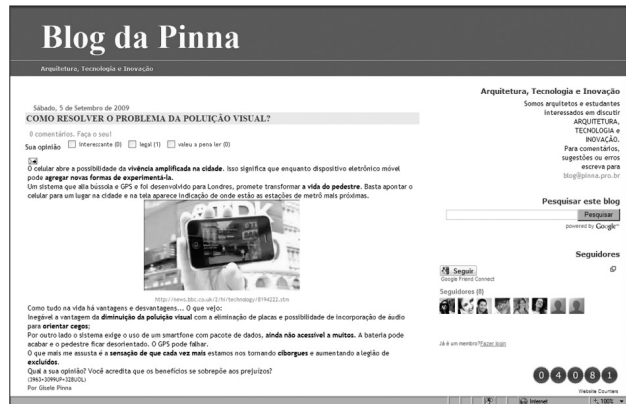 Blog da Pinna
Arquitetura, Tecnologia e Inovação
Sábado, 5 de Setembro de 2009
COMO RESOLVER O PROBLEMA DA POLUIÇÃO VISUAL?
0 comentários. Faça o seu!
Sua opinião Interessante (0) legal (1) valeu a pena ler (0)
O celular abre a possibilidade da vivência amplificada na cidade. Isso significa que enquanto dispositivo eletrônico móvel
pode agregar novas formas de experimentá-la.
Um sistema que alia bússola e GPS e foi desenvolvido para Londres, promete transformar a vida do pedestre. Basta apontar o
celular para um lugar na cidade e na tela aparece indicação de onde estão as estações de metrô mais próximas.
http://news.bbc.co.uk/2/hi/technology/8194222.stm
Como tudo na vida há vantagens e desvantagens... O que vejo:
Inegável a vantagem da diminuição da poluição visual com a eliminação de placas e possibilidade de incorporação de áudio
para orientar cegos;
Por outro lado o sistema exige o uso de um smartfone com pacote de dados, ainda não acessível a muitos. A bateria pode
acabar e o pedestre ficar desorientado. O GPS pode falhar.
O que mais me assusta é a sensação de que cada vez mais estamos nos tornando ciborgues e aumentando a legião de
excluídos.
Qual a sua opinião? Você acredita que os benefícios se sobrepõe aos prejuízos?
(3963+3099UP+328UOL)
Por Gisele Pinna
Arquitetura, Tecnologia e Inovação
Somos arquitetos e estudantes
interessados em discutir
ARQUITETURA,
TECNOLOGIA e
INOVAÇÃO.
Para comentários,
sugestões ou erros
escreva para
blog@pinna.pro.br
Pesquisar este blog
Pesquisar
powered by Google™
Seguidores
Seguir
Google Friend Connect
Seguidores (8)
Já é um membro? Fazer login
04081
Website Counters
Internet
100%